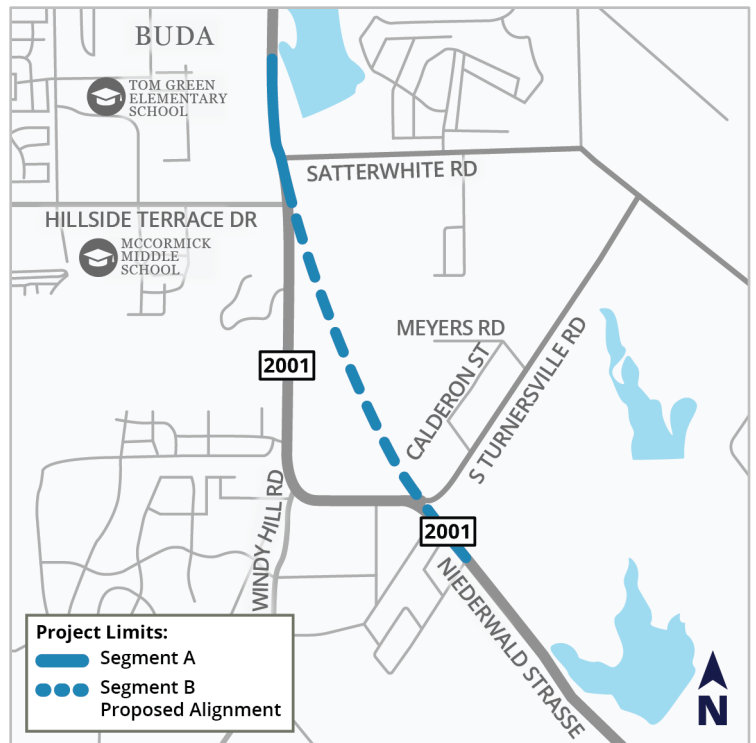 BUDA
TOM GREEN
ELEMENTARY
SCHOOL
SATTERWHITE RD
HILLSIDE TERRACE DR
MCCORMICK
MIDDLE
SCHOOL
MEYERS RD
2001
CALDERON ST
S TURNERSVILLE RD
WINDY HILL RD
2001
NIEDERWALD STRASSE
Project Limits:
Segment A
Segment B
Proposed Alignment
N